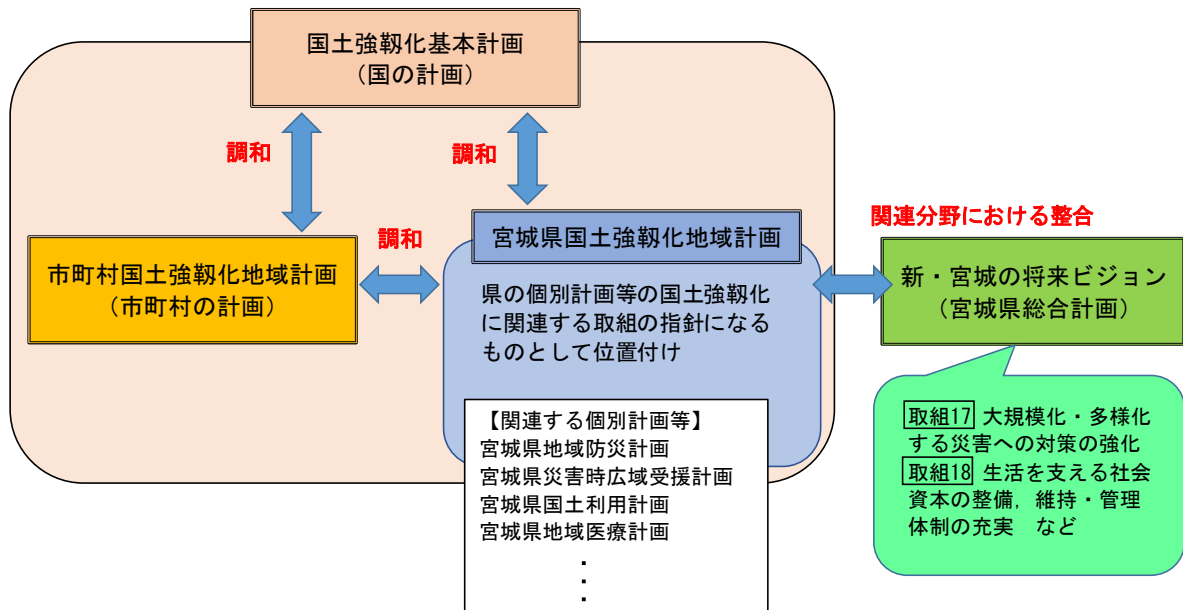 国土強靱化基本計画
（国の計画）
調和
調和
関連分野における整合
宮城県国土強靱化地域計画
調和
市町村国土強靱化地域計画
（市町村の計画）
新・宮城の将来ビジョン
（宮城県総合計画）
県の個別計画等の国土強靱化
に関連する取組の指針になる
ものとして位置付け
【関連する個別計画等】
宮城県地域防災計画
宮城県災害時広域受援計画
宮城県国土利用計画
宮城県地域医療計画
・
・
・
取組17 大規模化・多様化
する災害への対策の強化
取組18 生活を支える社会
資本の整備，維持・管理
体制の充実　など